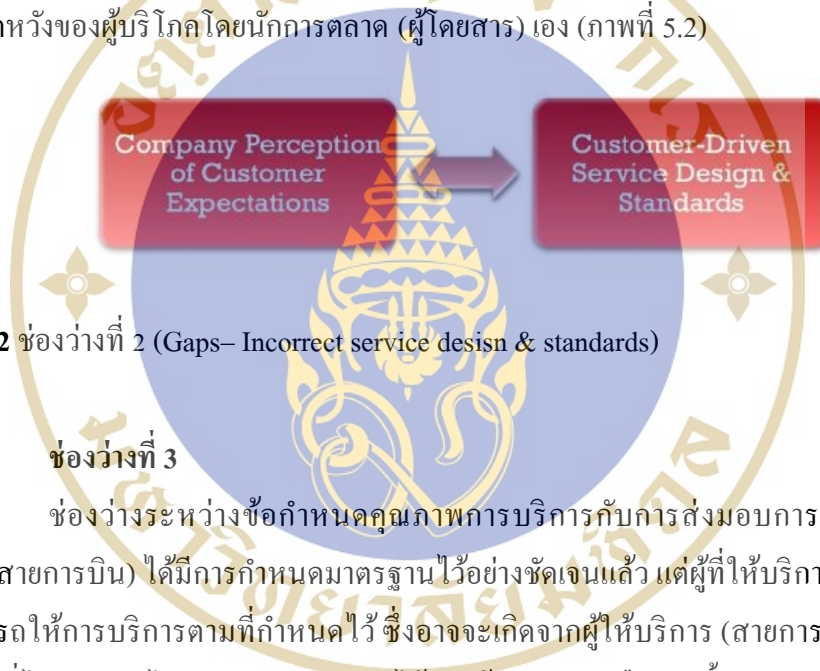 าหวังของผู้บริโภคโดยนักการตลาด (ผู้โดยสาร) เอง (ภาพที่ 5.2)
Company Perception
of Customer
Expectations
Customer-Driven
Service Design &
Standards
2 ช่องว่างที่ 2 (Gaps– Incorrect service desisn & standards)
ช่องว่างที่ 3
ช่องว่างระหว่างข้อกำหนดคุณภาพการบริการกับการส่งมอบการ
สายการบิน) ได้มีการกำหนดมาตรฐานไว้อย่างชัดเจนแล้ว แต่ผู้ที่ให้บริกา
รถให้การบริการตามที่กำหนดไว้ ซึ่งอาจจะเกิดจากผู้ให้บริการ (สายการ